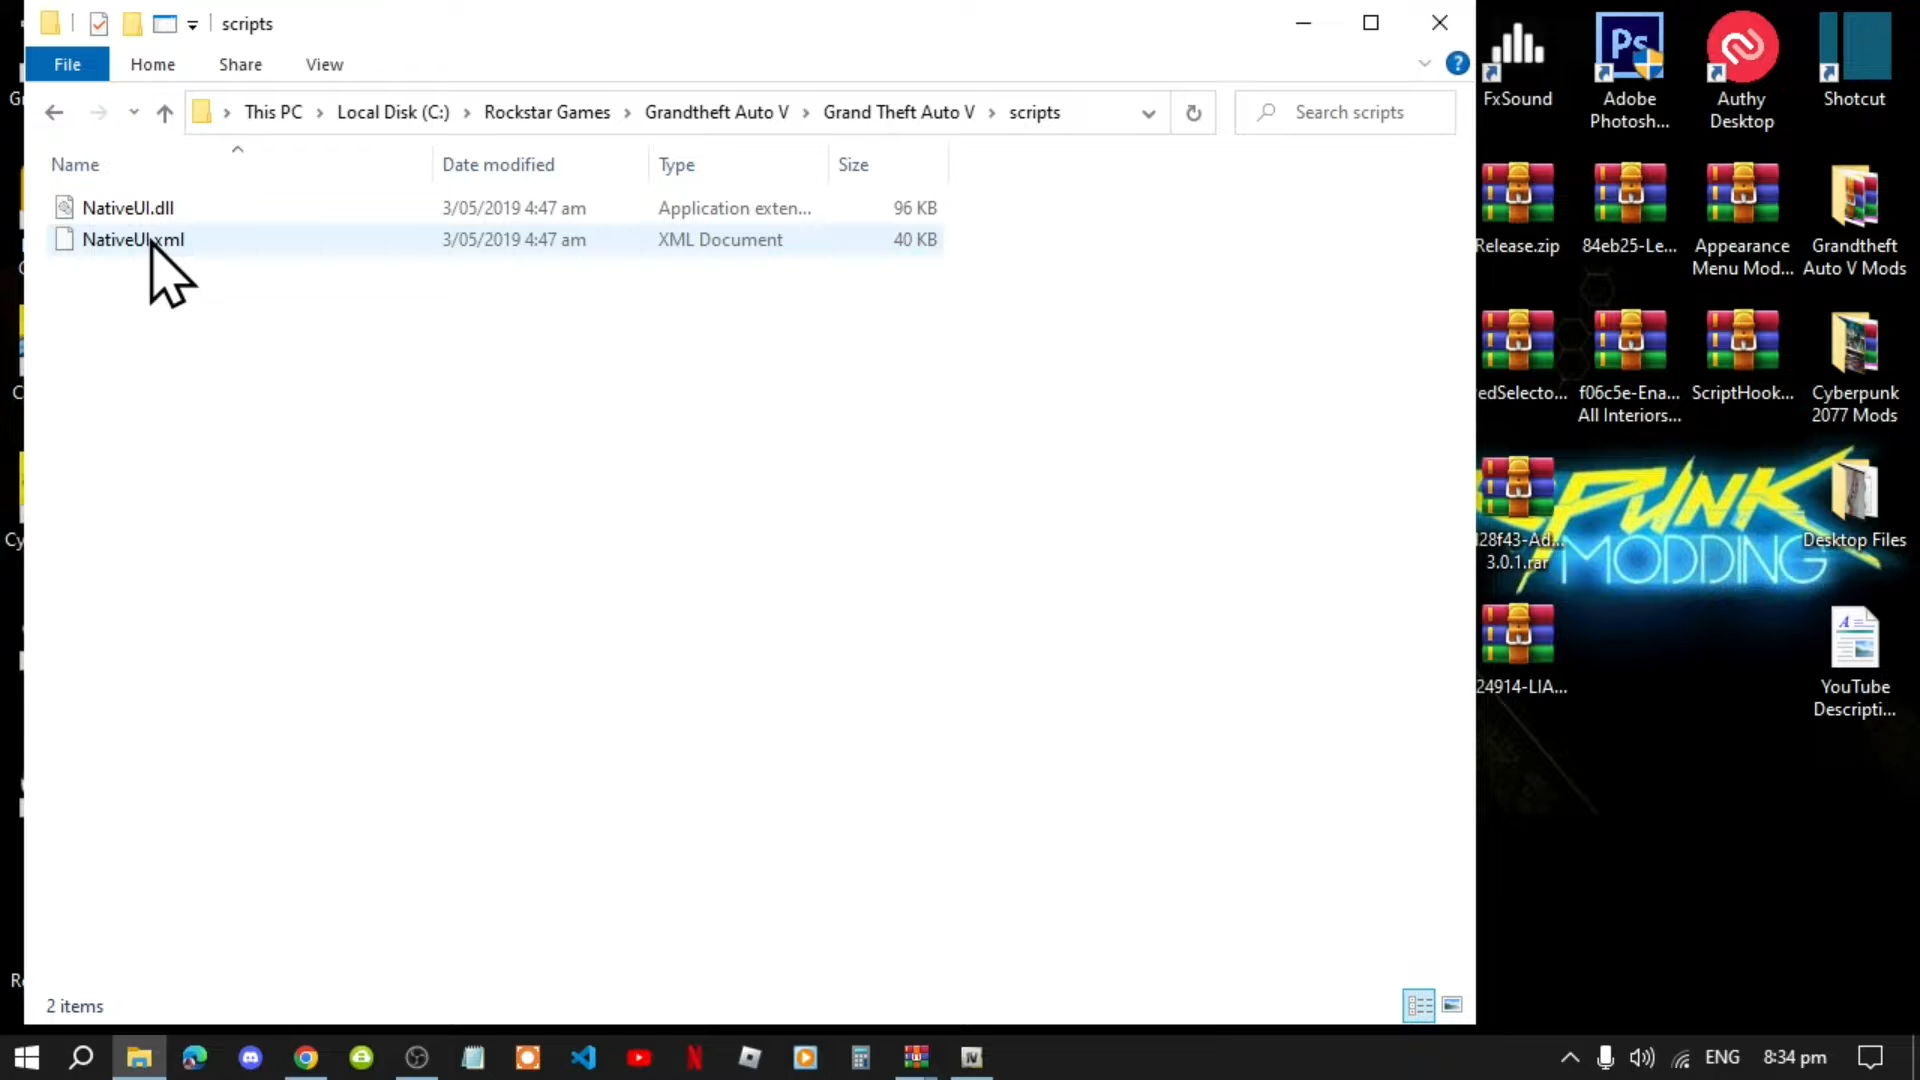 scripts
File
Home
Share
View
This PC
Local Disk (C:)
Rockstar Games
Grandtheft Auto V
Grand Theft Auto V
scripts
Search scripts
Name
Date modified
Type
Size
NativeUI.dll
3/05/2019 4:47 am
Application exten...
96 KB
NativeUI.xml
3/05/2019 4:47 am
XML Document
40 KB
2 items
FxSound
Adobe
Photosh...
Authy
Desktop
Shotcut
Release.zip
84eb25-Le...
Appearance
Menu Mod...
Grandtheft
Auto V Mods
edSelecto...
f06c5e-Ena...
All Interiors...
ScriptHook...
Cyberpunk
2077 Mods
28f43-Ad...
3.0.1.rar
PUNK
MODDING
Desktop Files
24914-LIA...
YouTube
Descripti...
Ps
IV
ENG
8:34 pm